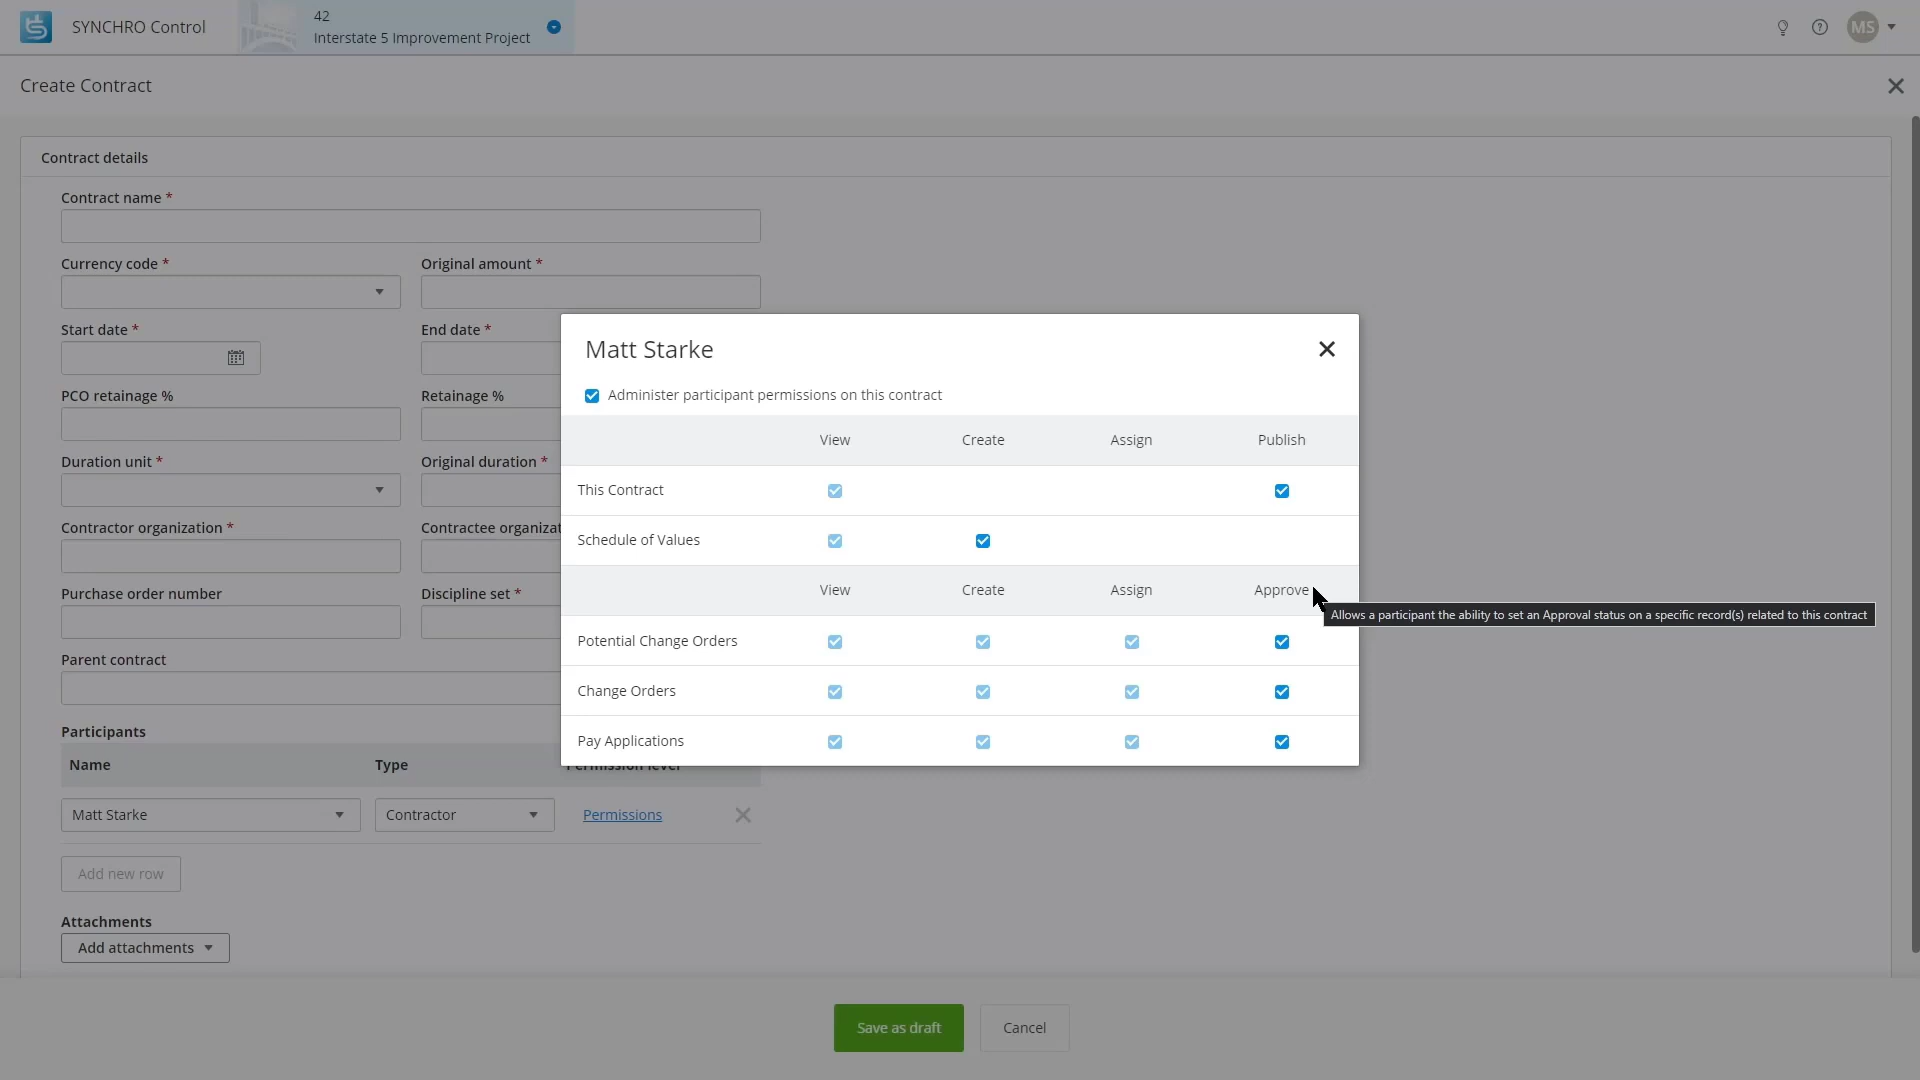 SYNCHRO Control
42
Interstate 5 Improvement Project
MS
Create Contract
Contract details
Contract name *
Currency code *
Original amount *
Start date *
End date *
PCO retainage %
Retainage %
Duration unit *
Original duration *
Contractor organization *
Contractee organizat
Purchase order number
Discipline set *
Parent contract
Participants
Name Type Permission level
Matt Starke Contractor Permissions
Add new row
Attachments
Add attachments
Save as draft Cancel
Matt Starke
Administer participant permissions on this contract
View Create Assign Publish
This Contract
Schedule of Values
View Create Assign Approve
Allows a participant the ability to set an Approval status on a specific record(s) related to this contract
Potential Change Orders
Change Orders
Pay Applications